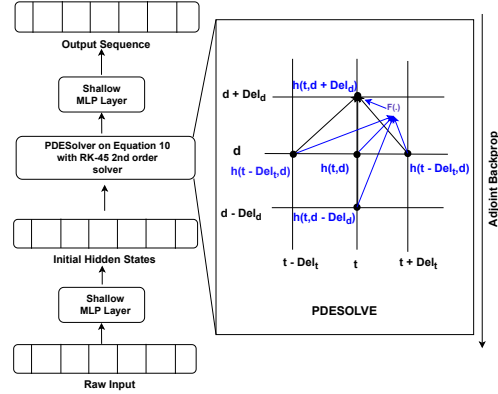 Output Sequence
Shallow
MLP Layer
PDESolver on Equation 10
with RK-45 2nd order
solver
Initial Hidden States
Shallow
MLP Layer
Raw Input
h(t,d + Del_d)
d + Del_d
F(.)
d
h(t - Del_t,d)
h(t,d)
h(t - Del_t,d)
h(t,d - Del_d)
d - Del_d
t - Del_t
t
t + Del_t
PDESOLVE
Adjoint Backprop